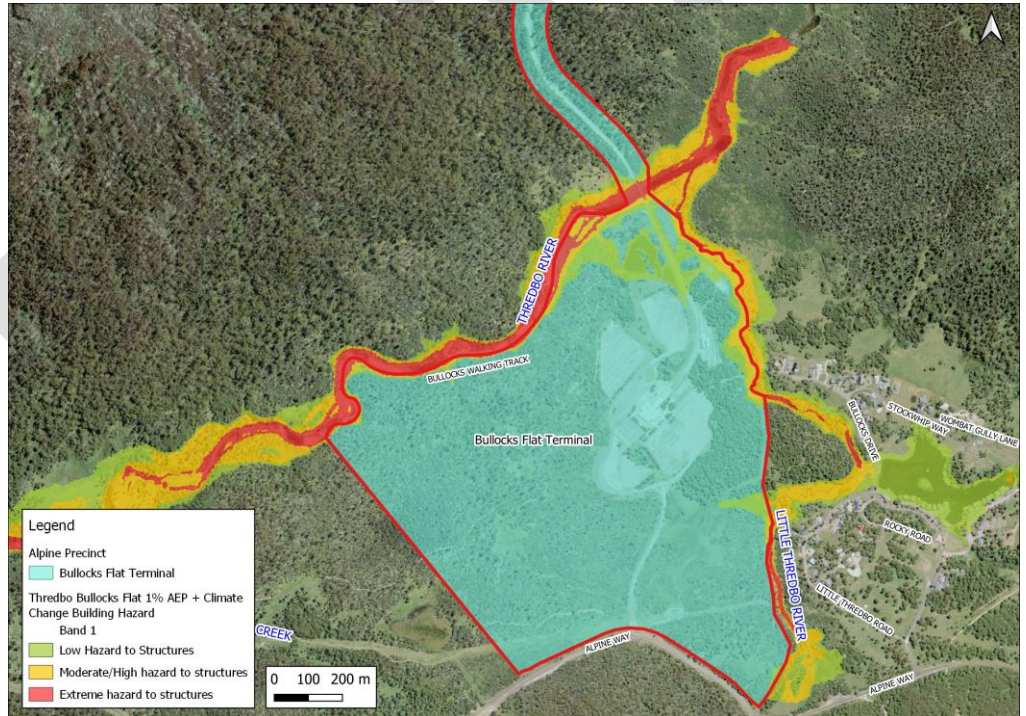 THREDBO RIVER
BULLOCKS WALKING TRACK
Bullocks Flat Terminal
BULLOCKS DRIVE
STOCKWHIP WAY
WOMBAT GULLY LANE
ROCKY ROAD
LITTLE THREDBO RIVER
LITTLE THREDBO ROAD
ALPINE WAY
ALPINE WAY
CREEK
Legend
Alpine Precinct
Bullocks Flat Terminal
Thredbo Bullocks Flat 1% AEP + Climate
Change Building Hazard
Band 1
Low Hazard to Structures
Moderate/High hazard to structures
Extreme hazard to structures
0 100 200 m